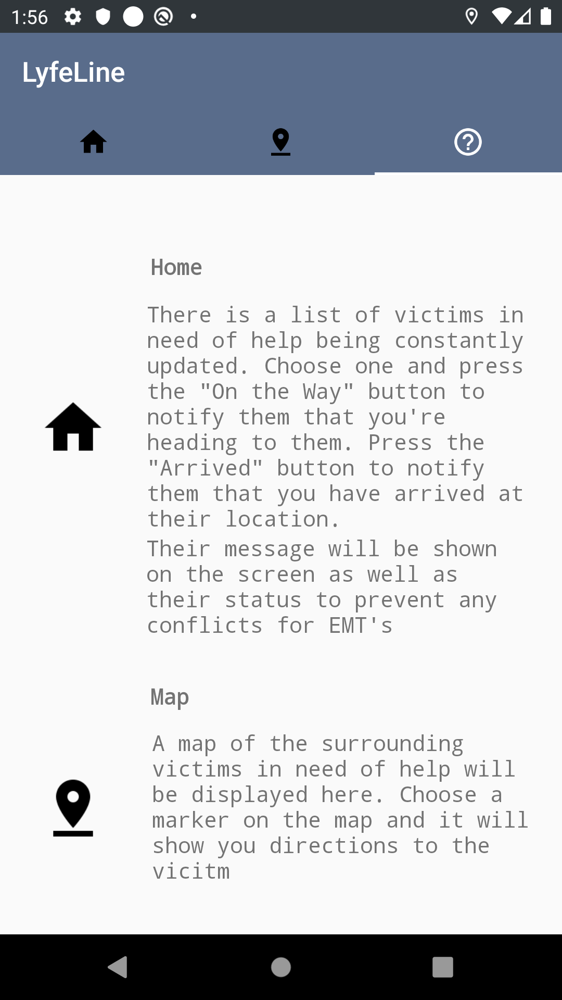 1:56
LyfeLine
Home
There is a list of victims in
need of help being constantly
updated. Choose one and press
the "On the Way" button to
notify them that you're
heading to them. Press the
"Arrived" button to notify
them that you have arrived at
their location.
Their message will be shown
on the screen as well as
their status to prevent any
conflicts for EMT's
Map
A map of the surrounding
victims in need of help will
be displayed here. Choose a
marker on the map and it will
show you directions to the
vicitm